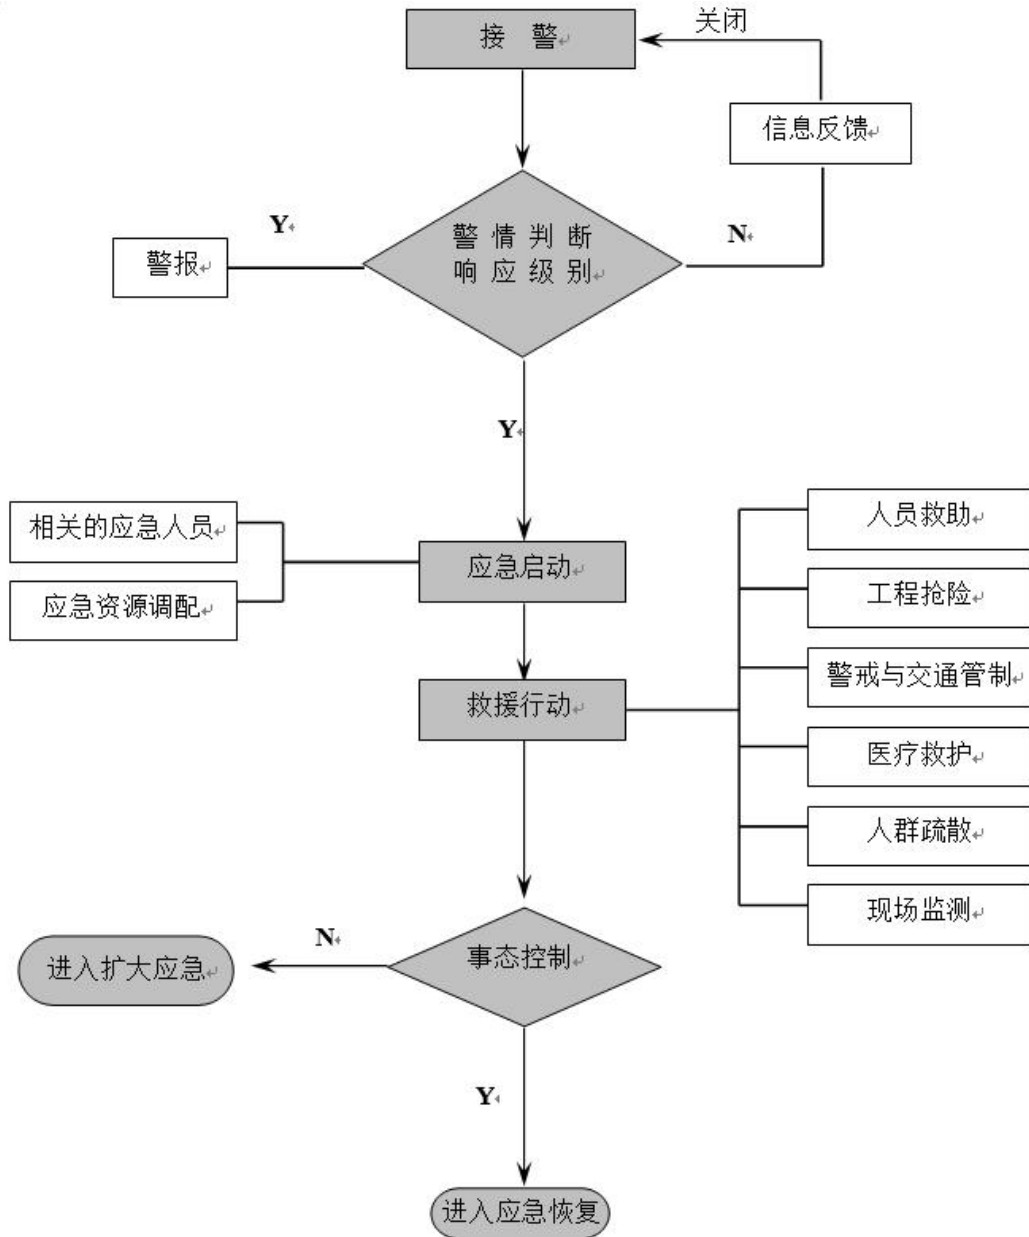 接 警
关闭
信息反馈
Y
警情判断
响应级别
N
警报
Y
相关的应急人员
应急资源调配
应急启动
救援行动
人员救助
工程抢险
警戒与交通管制
医疗救护
人群疏散
现场监测
N
事态控制
进入扩大应急
Y
进入应急恢复